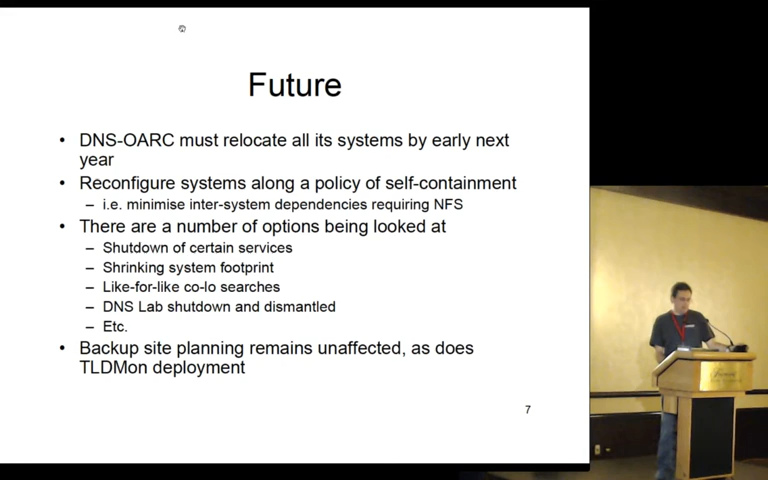 Future
• DNS-OARC must relocate all its systems by early next
year
• Reconfigure systems along a policy of self-containment
– i.e. minimise inter-system dependencies requiring NFS
• There are a number of options being looked at
– Shutdown of certain services
– Shrinking system footprint
– Like-for-like co-lo searches
– DNS Lab shutdown and dismantled
– Etc.
• Backup site planning remains unaffected, as does
TLDMon deployment
7